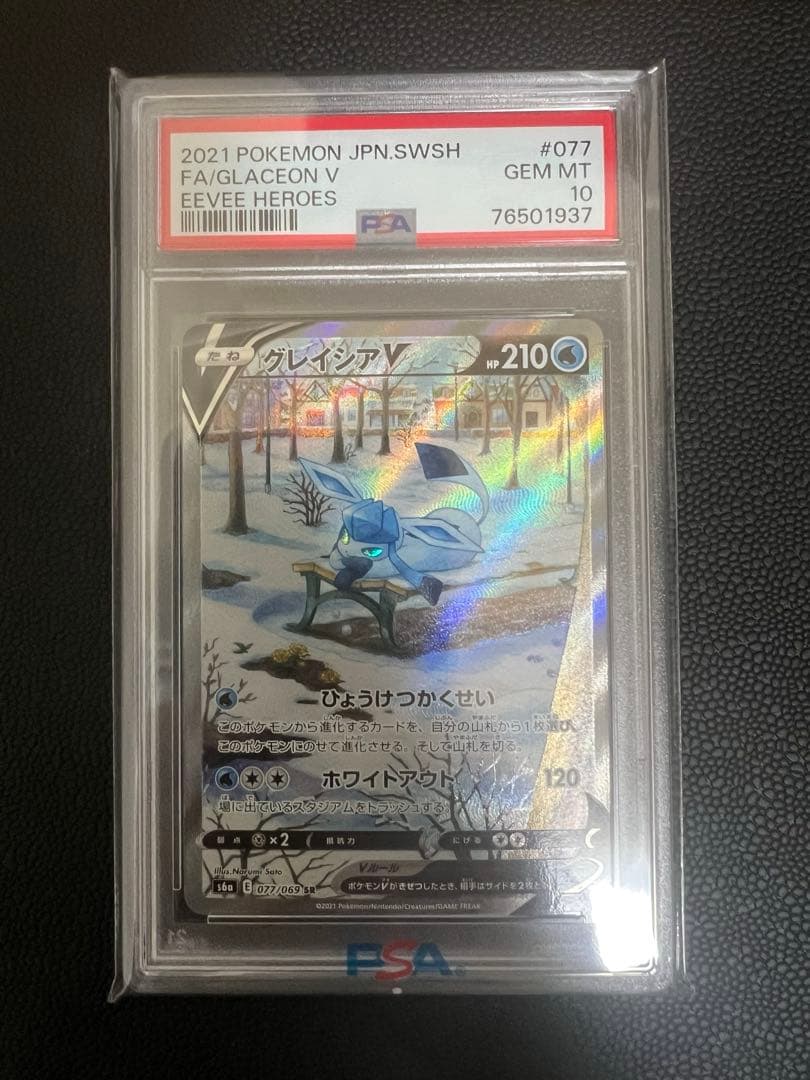 2021 POKEMON JPN.SWSH #077
FA/GLACEON V GEM MT
EEVEE HEROES 10
76501937
PSA
たね グレイシアV HP 210
ひょうけつかくせい
このポケモンから進化するカードを、自分の山札から1枚選び、
このポケモンにのせて進化させる。そして山札を切る。
ホワイトアウト 120
場に出ているスタジアムをトラッシュする。
弱点 ×2 抵抗力 にげる
Vルール
ポケモンVがきぜつしたとき、相手はサイドを2枚と
Illus. Narumi Sato
s6a E 077/069 SR
©2021 Pokémon/Nintendo/Creatures/GAME FREAK
PSA